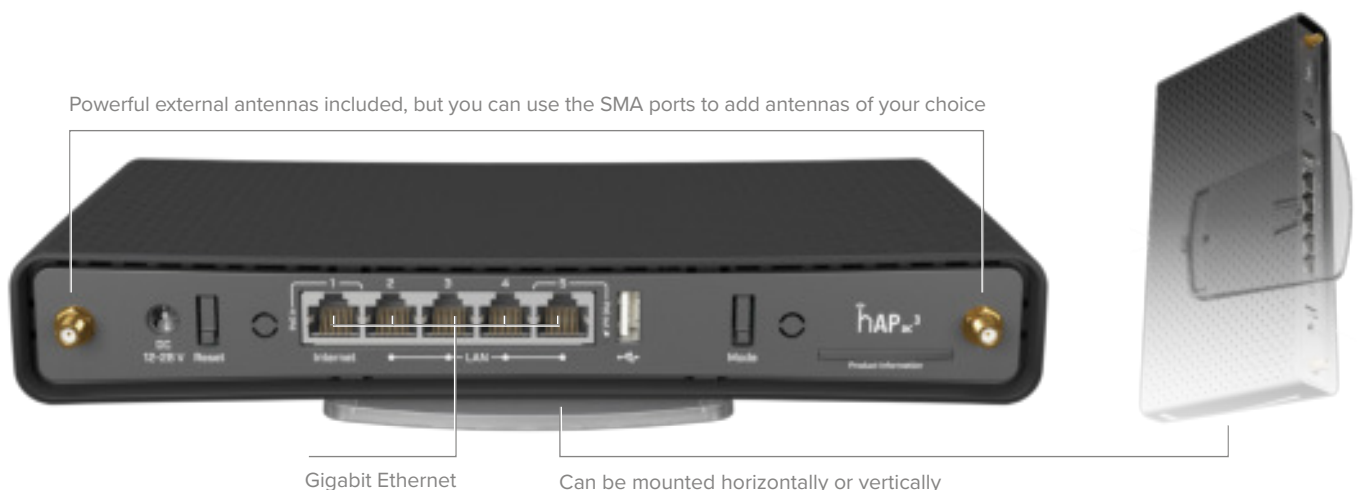 Powerful external antennas included, but you can use the SMA ports to add antennas of your choice
1 2 3 4 5
PoE in
DC
12-28 V
Reset
Internet
LAN
Mode
hAP ac³
Product Information
Gigabit Ethernet
Can be mounted horizontally or vertically